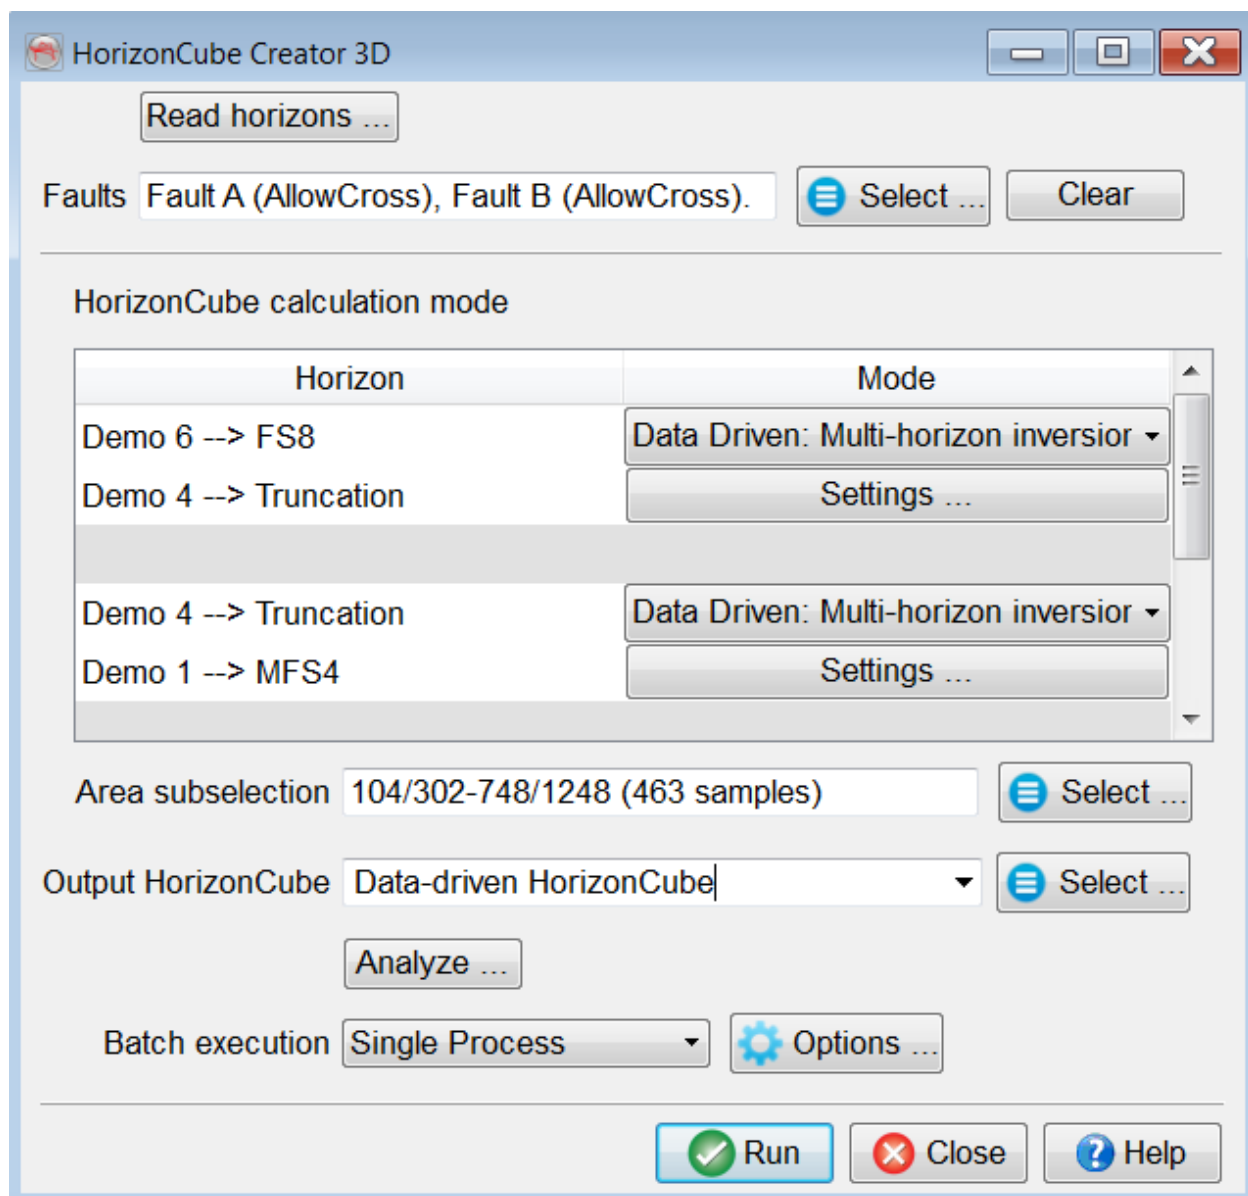 HorizonCube Creator 3D
Read horizons ...
Faults Fault A (AllowCross), Fault B (AllowCross). Select ... Clear
HorizonCube calculation mode
Horizon Mode
Demo 6 --> FS8 Data Driven: Multi-horizon inversior
Demo 4 --> Truncation Settings ...
Demo 4 --> Truncation Data Driven: Multi-horizon inversior
Demo 1 --> MFS4 Settings ...
Area subselection 104/302-748/1248 (463 samples) Select ...
Output HorizonCube Data-driven HorizonCube Select ...
Analyze ...
Batch execution Single Process Options ...
Run Close Help